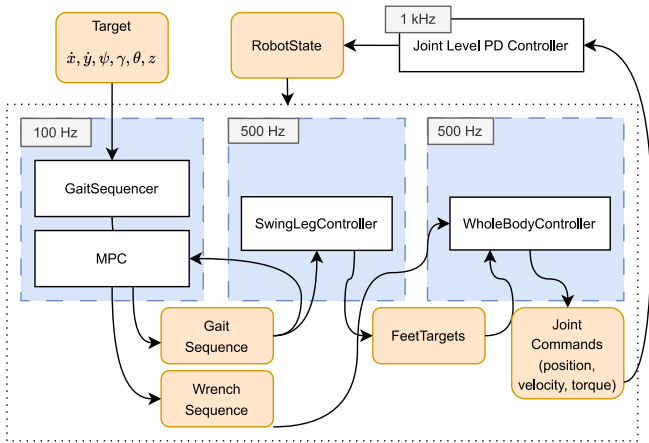 Target
ẋ, ẏ, ψ, γ, θ, z
RobotState
1 kHz
Joint Level PD Controller
100 Hz
GaitSequencer
MPC
500 Hz
SwingLegController
500 Hz
WholeBodyController
Gait
Sequence
Wrench
Sequence
FeetTargets
Joint
Commands
(position,
velocity, torque)